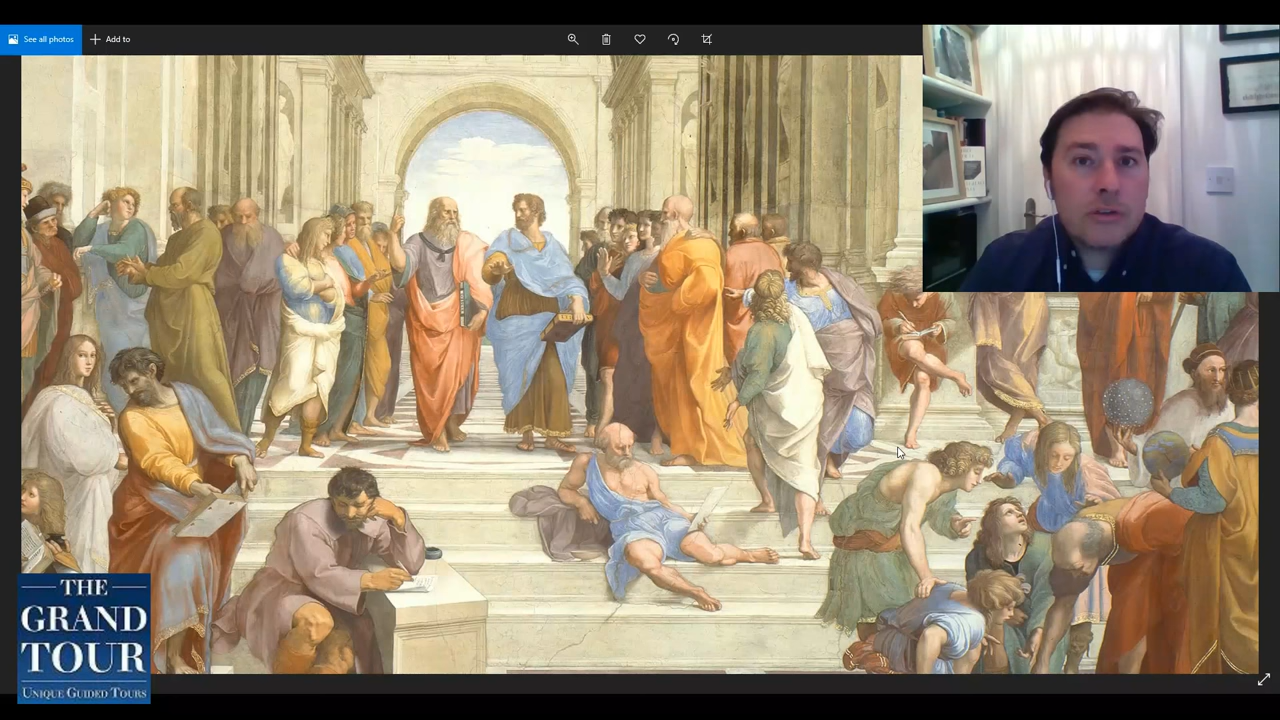 See all photos
Add to
THE
GRAND
TOUR
UNIQUE GUIDED TOURS